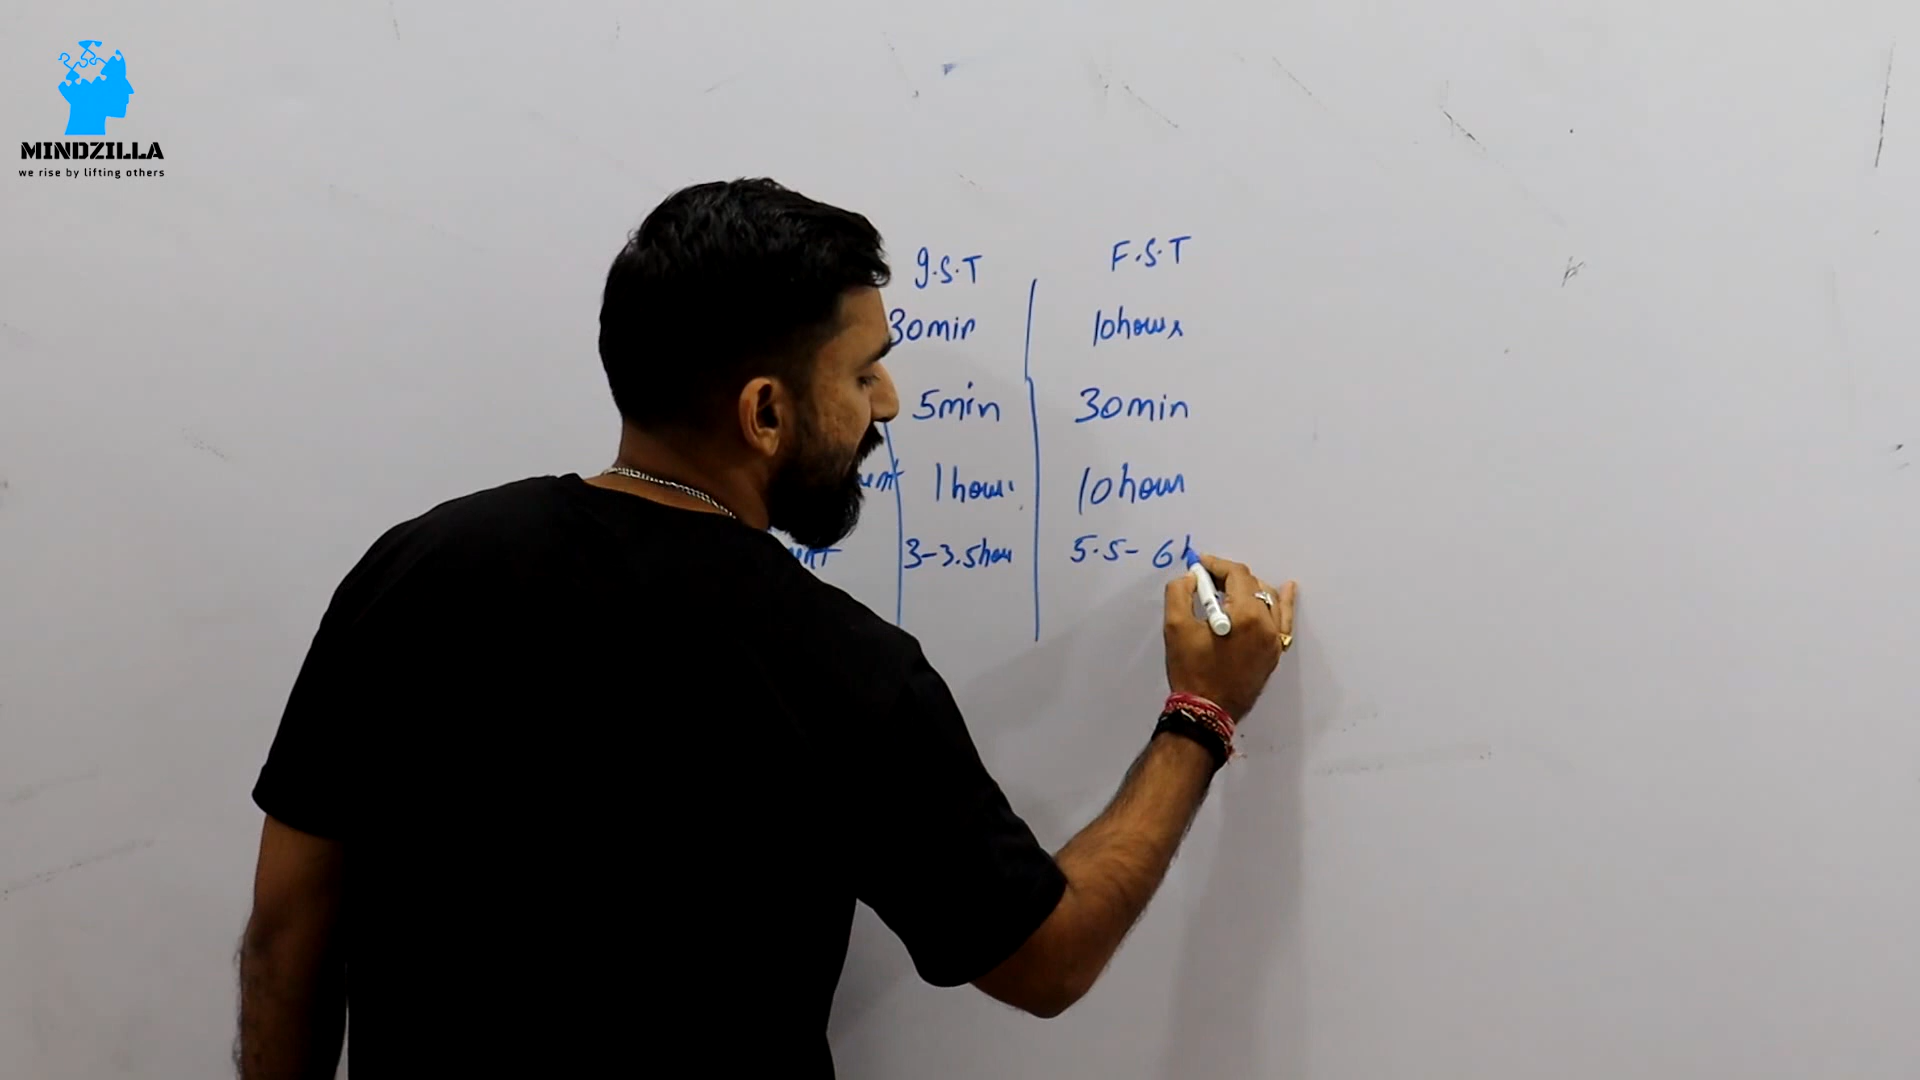 MINDZILLA
we rise by lifting others
I.S.T F.S.T
30min 10hours
5min 30min
1hour 10hour
3-3.5hour 5.5-6h